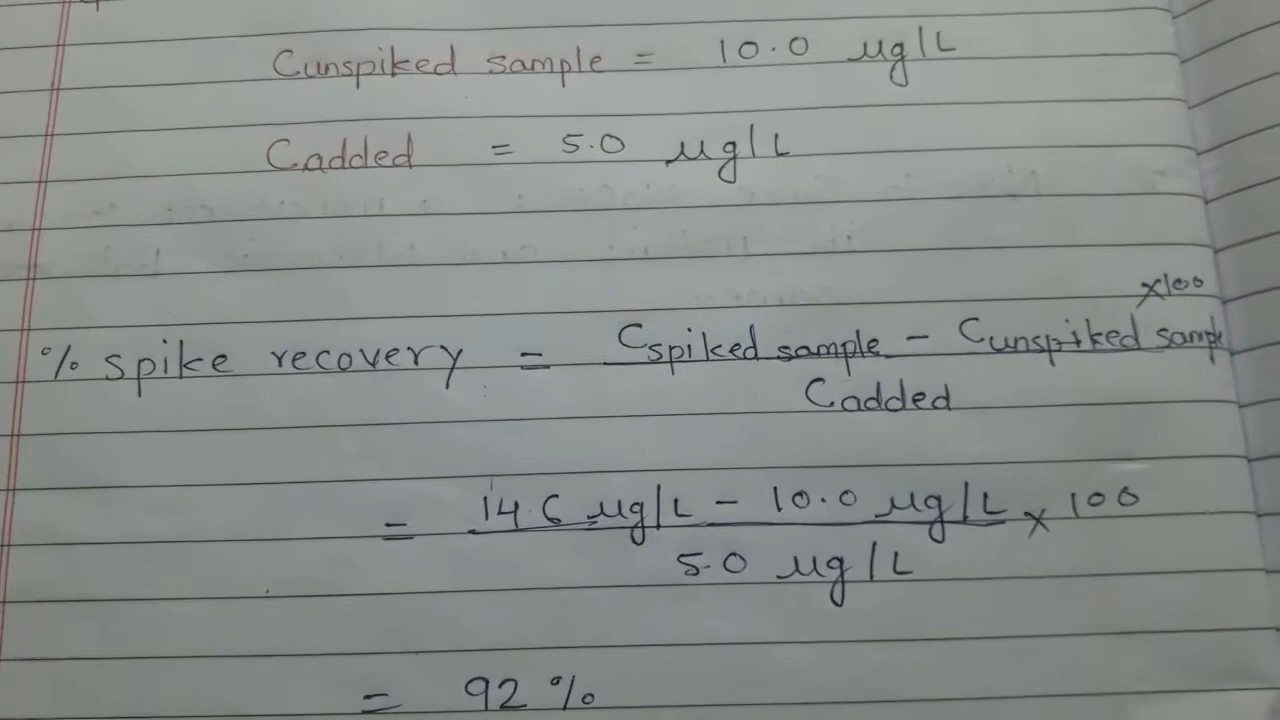 Cunspiked sample = 10.0 µg/L
Cadded = 5.0 µg/L
x100
% spike recovery = Cspiked sample - Cunspiked sample
Cadded
= 14.6 µg/L - 10.0 µg/L x 100
5.0 µg/L
= 92 %